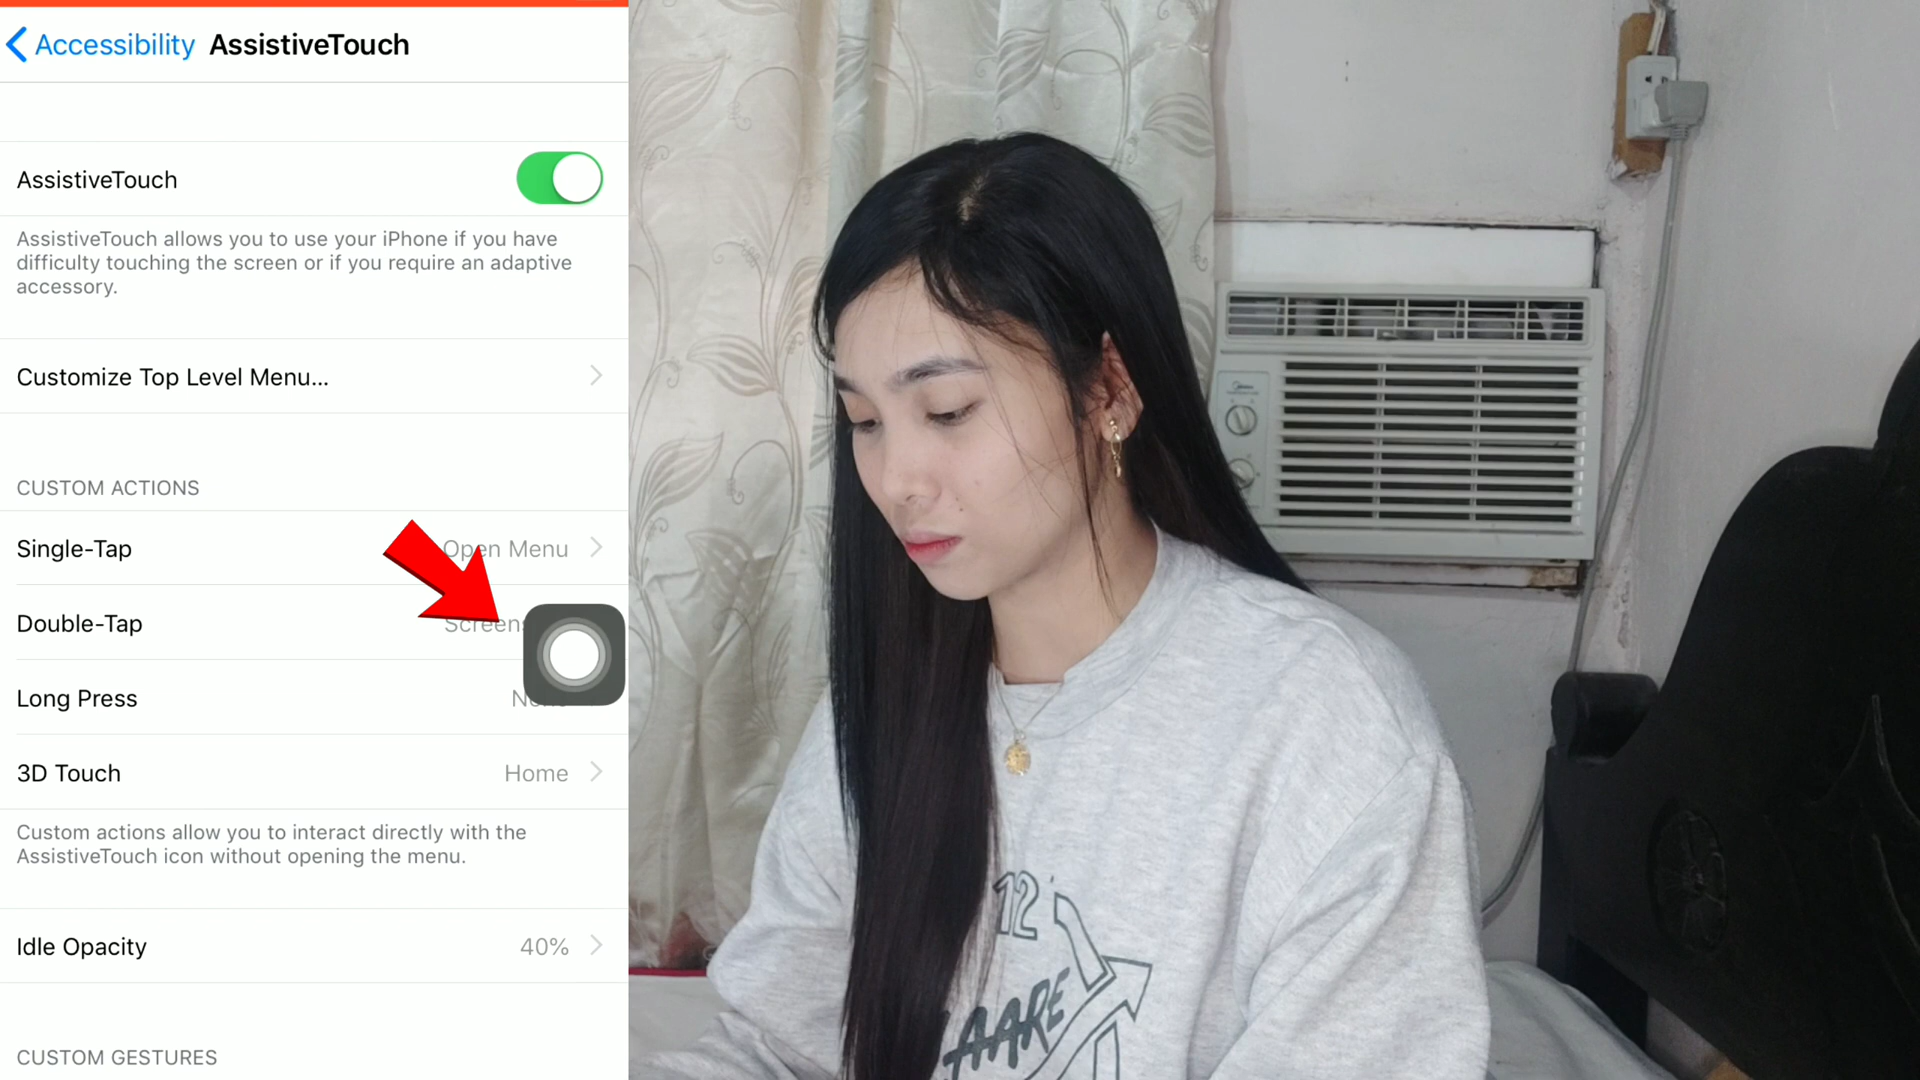 Accessibility AssistiveTouch
AssistiveTouch
AssistiveTouch allows you to use your iPhone if you have
difficulty touching the screen or if you require an adaptive
accessory.
Customize Top Level Menu...
CUSTOM ACTIONS
Single-Tap Open Menu
Double-Tap Screens
Long Press
3D Touch Home
Custom actions allow you to interact directly with the
AssistiveTouch icon without opening the menu.
Idle Opacity 40%
CUSTOM GESTURES
12
AARE